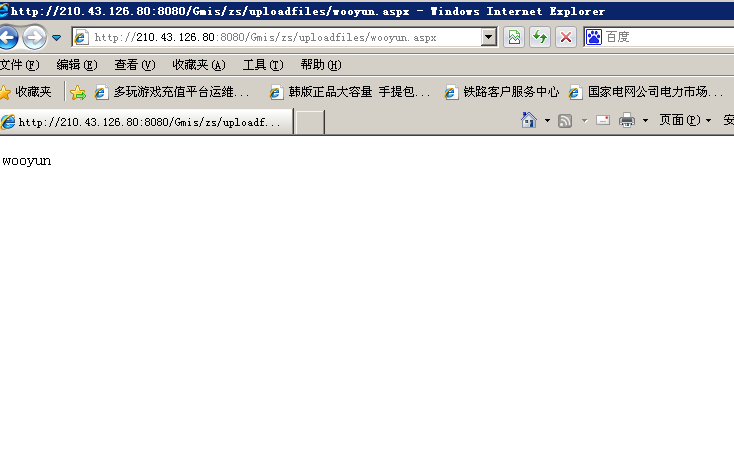 http://210.43.126.80:8080/Gmis/zs/uploadfiles/wooyun.aspx - Windows Internet Explorer
http://210.43.126.80:8080/Gmis/zs/uploadfiles/wooyun.aspx 百度
文件(F) 编辑(E) 查看(V) 收藏夹(A) 工具(T) 帮助(H)
收藏夹 多玩游戏充值平台运维... 韩版正品大容量 手提包... 铁路客户服务中心 国家电网公司电力市场...
http://210.43.126.80:8080/Gmis/zs/uploadf... 页面(P) 安
wooyun